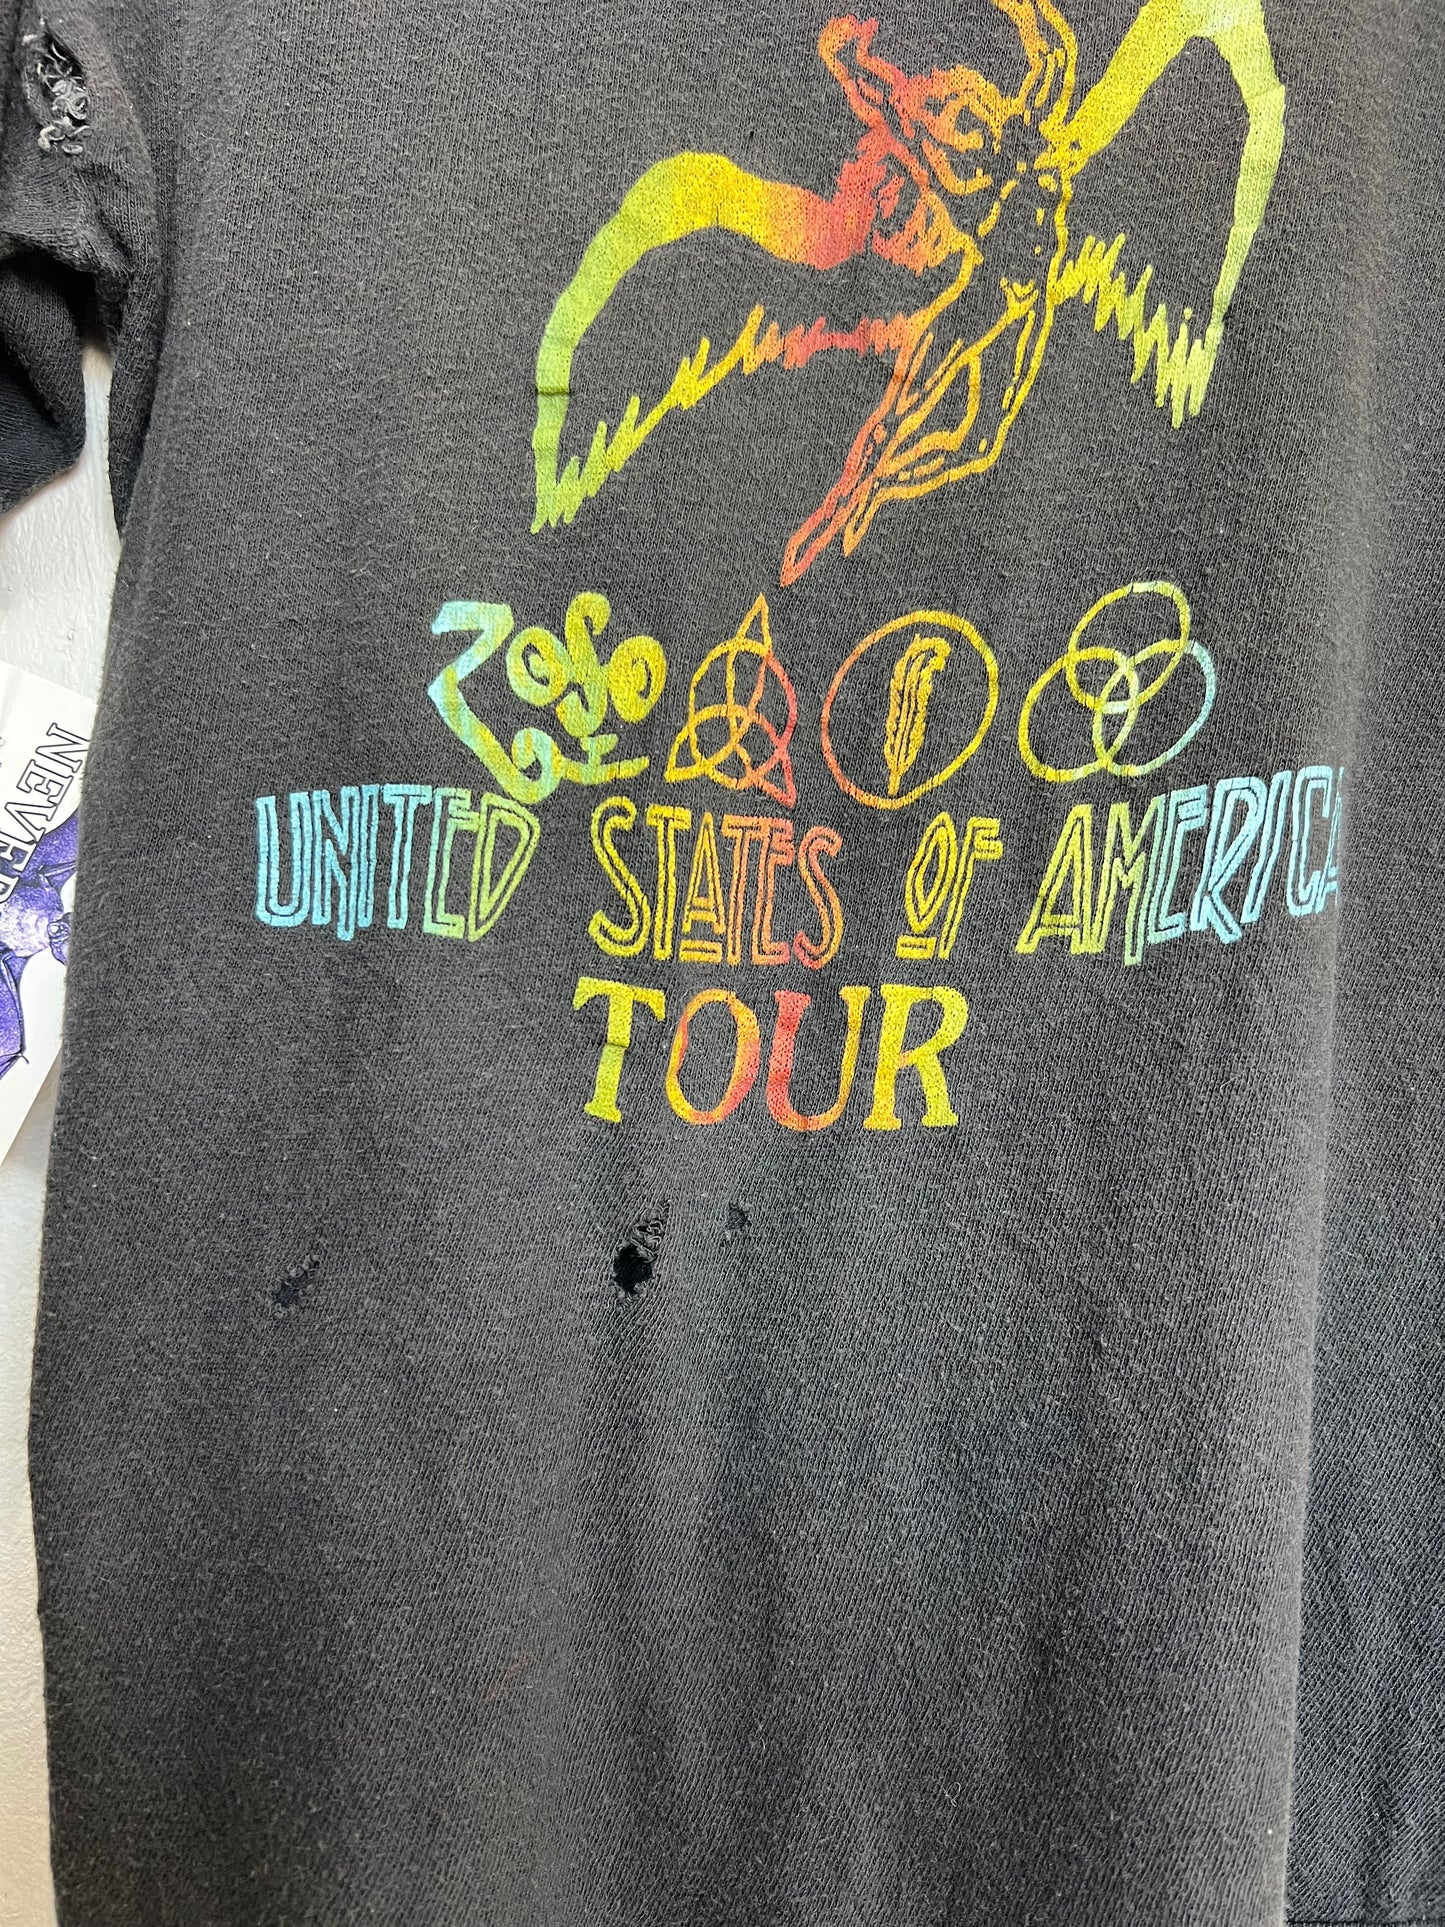 ZOSO
UNITED STATES OF AMERICA
TOUR
NEVER